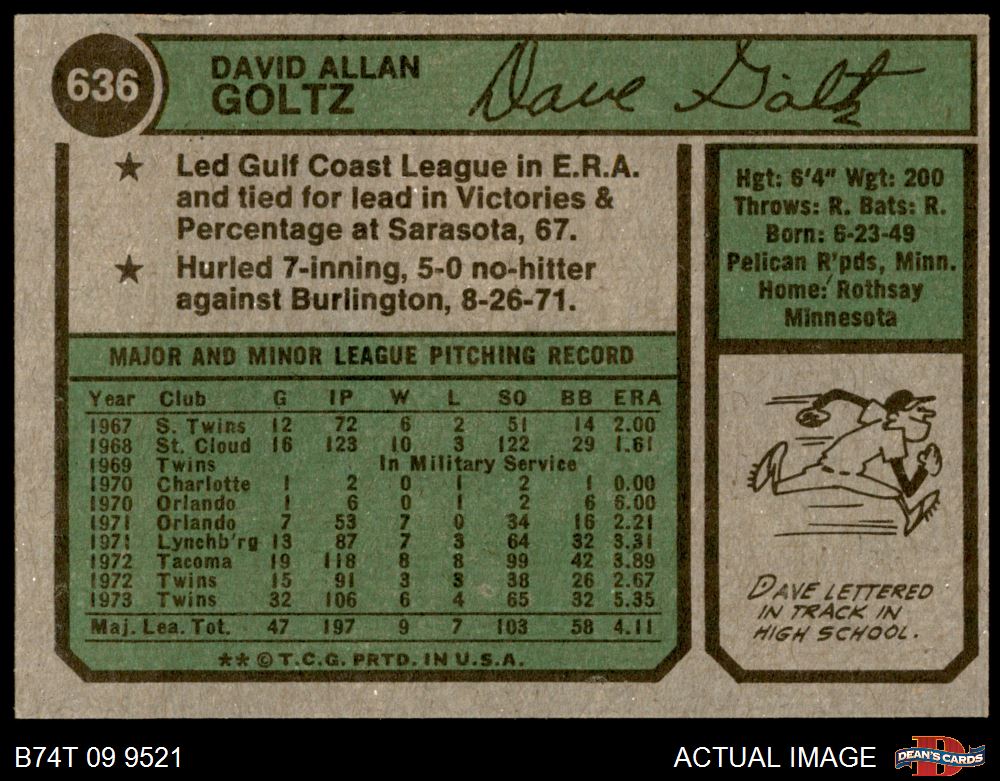 636
DAVID ALLAN
GOLTZ
Dave Goltz
★ Led Gulf Coast League in E.R.A.
and tied for lead in Victories &
Percentage at Sarasota, 67.
★ Hurled 7-inning, 5-0 no-hitter
against Burlington, 8-26-71.
Hgt: 6'4" Wgt: 200
Throws: R. Bats: R.
Born: 6-23-49
Pelican R'pds, Minn.
Home: Rothsay
Minnesota
MAJOR AND MINOR LEAGUE PITCHING RECORD
Year Club G IP W L SO BB ERA
1967 S. Twins 12 72 6 2 51 14 2.00
1968 St. Cloud 16 123 10 3 122 29 1.61
1969 Twins In Military Service
1970 Charlotte 1 2 0 1 2 1 0.00
1970 Orlando 1 6 0 1 2 6 6.00
1971 Orlando 7 53 7 0 34 16 2.21
1971 Lynchb'rg 13 87 7 3 64 32 3.31
1972 Tacoma 19 118 8 8 99 42 3.89
1972 Twins 15 91 3 3 38 26 2.67
1973 Twins 32 106 6 4 65 32 5.35
Maj. Lea. Tot. 47 197 9 7 103 58 4.11
** © T.C.G. PRTD. IN U.S.A.
DAVE LETTERED
IN TRACK IN
HIGH SCHOOL.
B74T 09 9521
ACTUAL IMAGE
D
DEAN'S CARDS